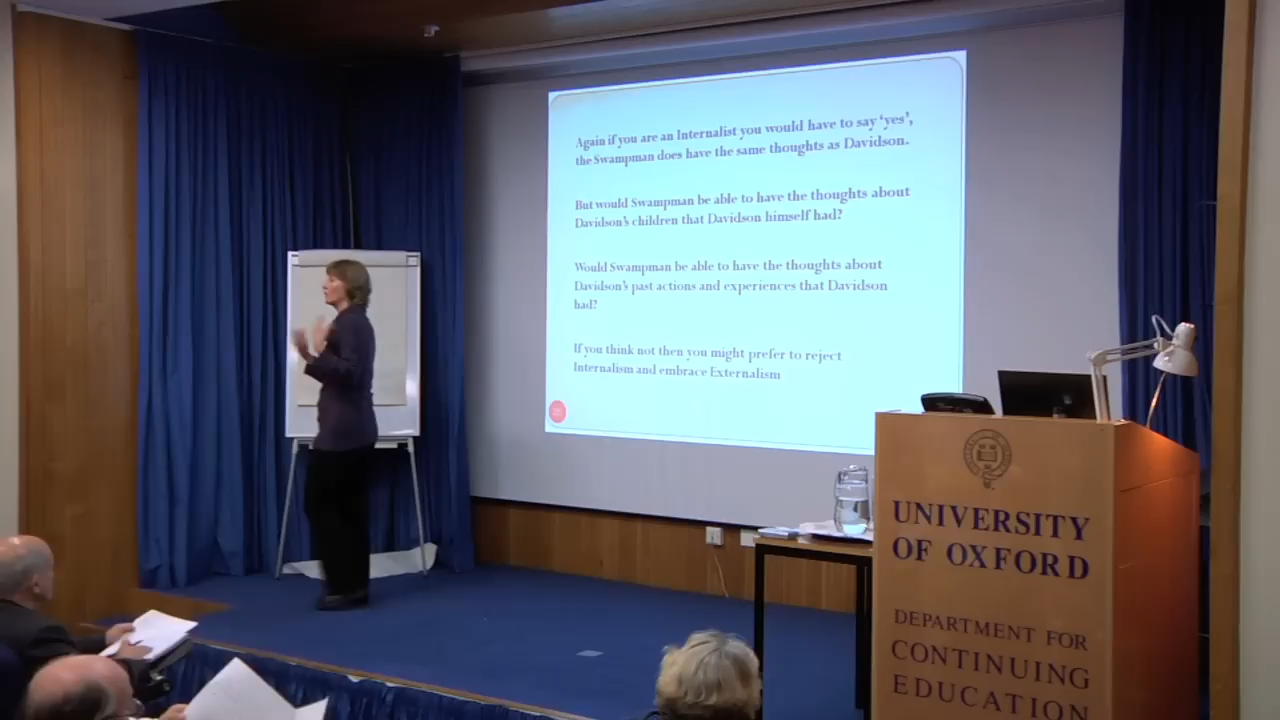 Again if you are an Internalist you would have to say ‘yes’,
the Swampman does have the same thoughts as Davidson.
But would Swampman be able to have the thoughts about
Davidson’s children that Davidson himself had?
Would Swampman be able to have the thoughts about
Davidson’s past actions and experiences that Davidson
had?
If you think not then you might prefer to reject
Internalism and embrace Externalism
UNIVERSITY
OF OXFORD
DEPARTMENT FOR
CONTINUING
EDUCATION